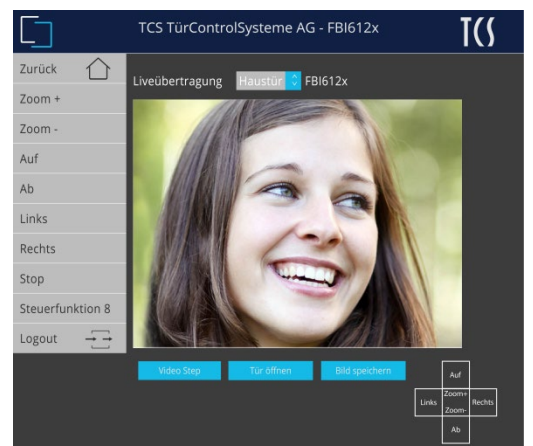 TCS TürControlSysteme AG - FBI612x
TCS
Zurück
Liveübertragung Haustür FBI612x
Zoom +
Zoom -
Auf
Ab
Links
Rechts
Stop
Steuerfunktion 8
Logout
Video Step Tür öffnen Bild speichern
Auf
Links Zoom+ Rechts
Zoom-
Ab